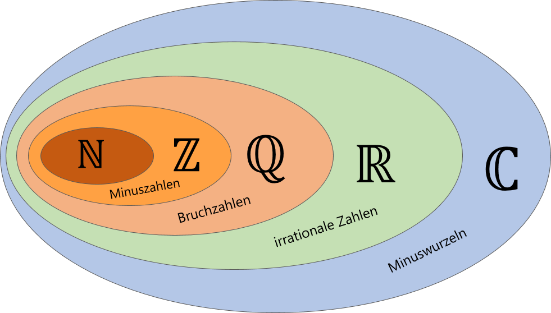 ℕ ℤ ℚ ℝ ℂ
Minuszahlen
Bruchzahlen
irrationale Zahlen
Minuswurzeln